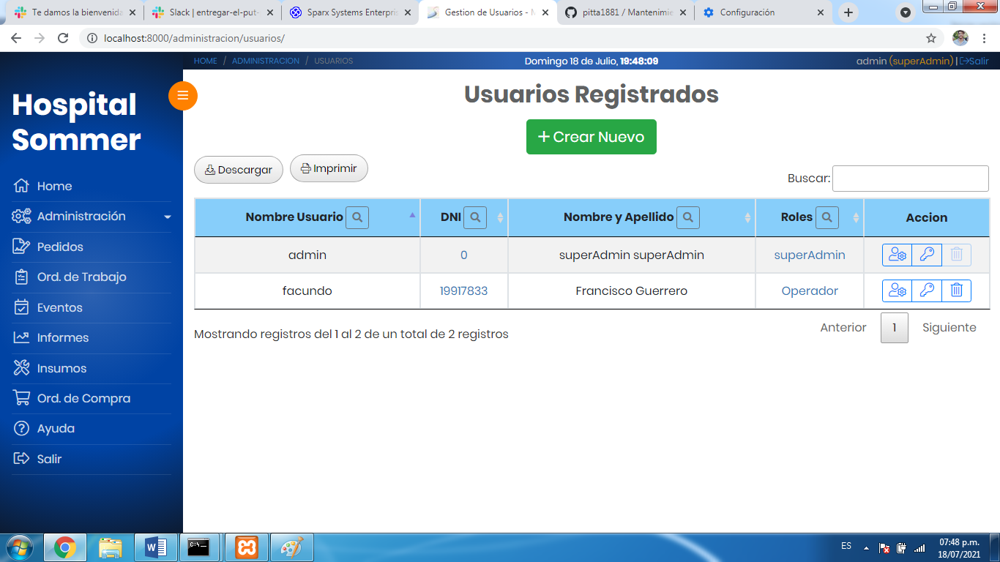 Te damos la bienvenida
Slack | entregar-el-put-
Sparx Systems Enterpris
Gestion de Usuarios - M
pitta1881 / Mantenimie
Configuración
localhost:8000/administracion/usuarios/
HOME / ADMINISTRACION / USUARIOS
Domingo 18 de Julio, 19:48:09
admin (superAdmin) | Salir
Hospital
Sommer
Home
Administración
Pedidos
Ord. de Trabajo
Eventos
Informes
Insumos
Ord. de Compra
Ayuda
Salir
Usuarios Registrados
+ Crear Nuevo
Descargar
Imprimir
Buscar:
Nombre Usuario DNI Nombre y Apellido Roles Accion
admin 0 superAdmin superAdmin superAdmin
facundo 19917833 Francisco Guerrero Operador
Mostrando registros del 1 al 2 de un total de 2 registros
Anterior 1 Siguiente
ES
07:48 p.m.
18/07/2021